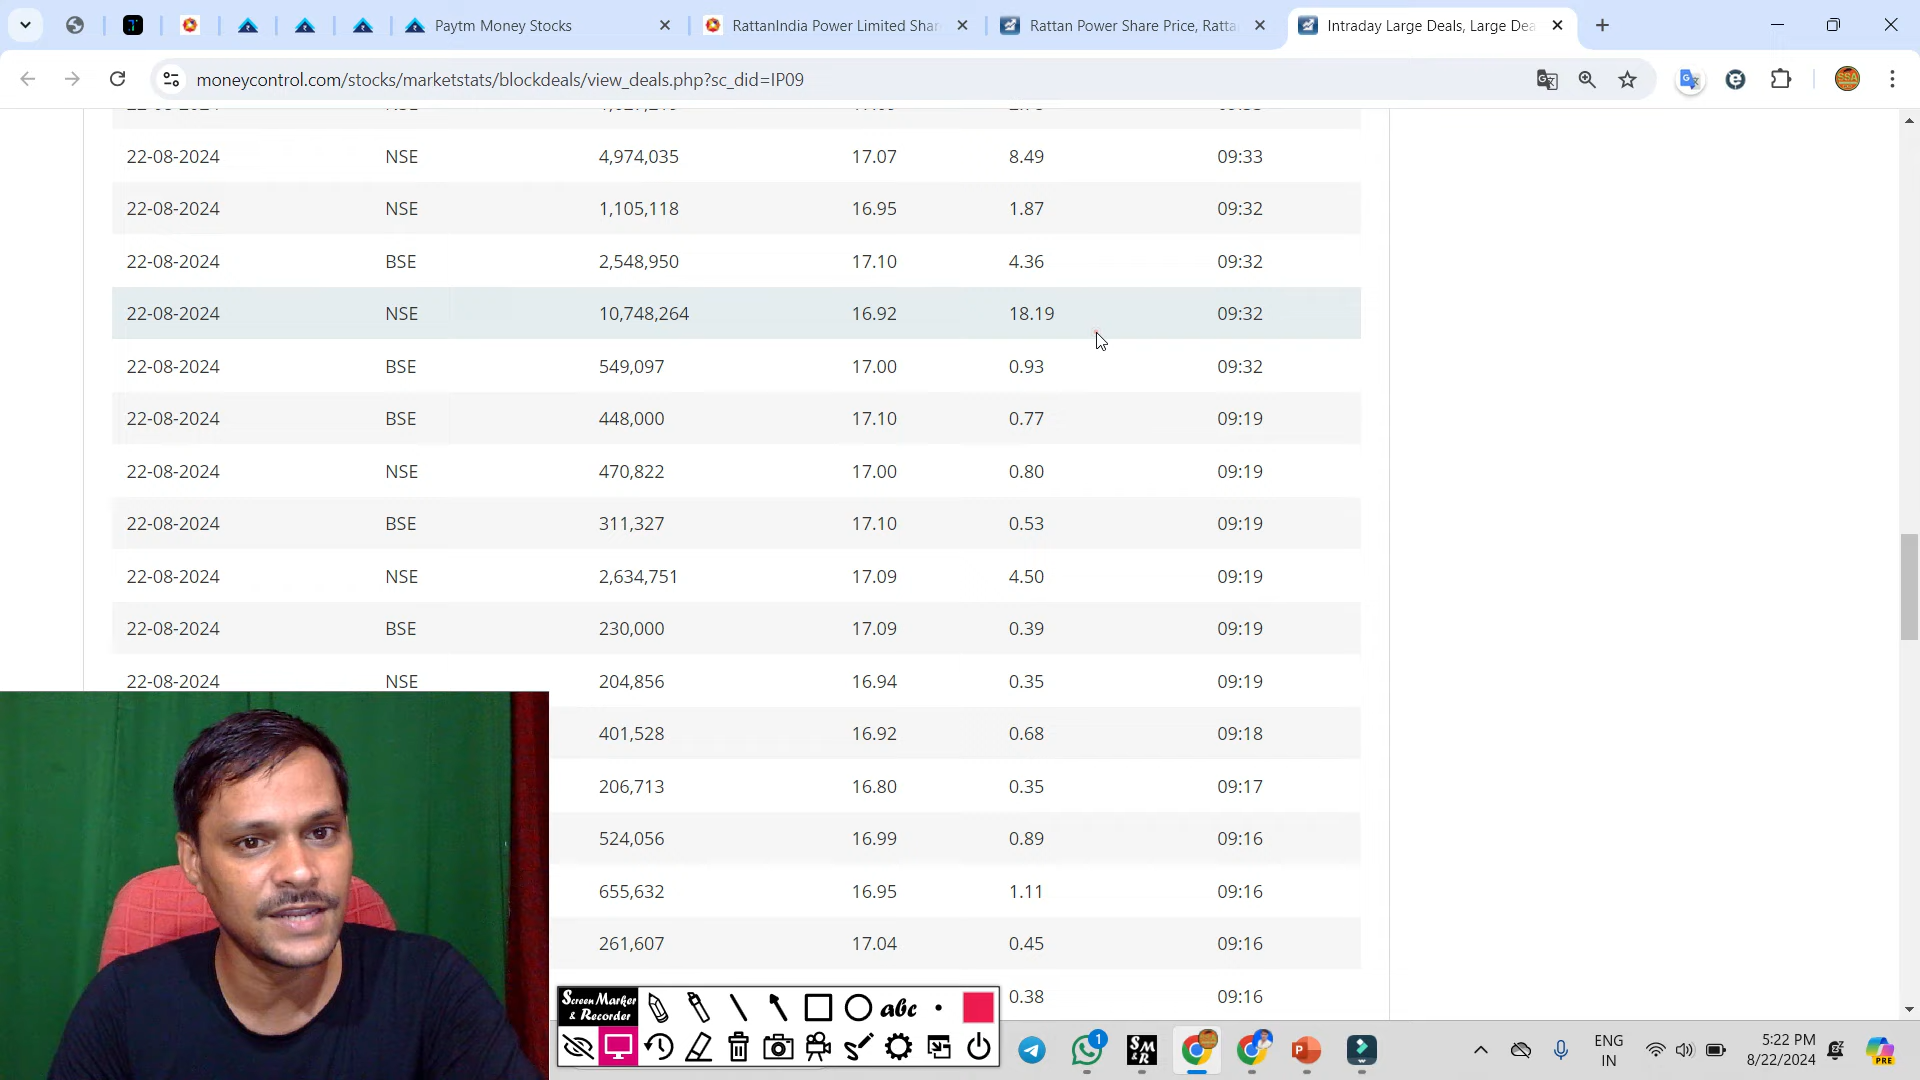 Paytm Money Stocks
RattanIndia Power Limited Shar
Rattan Power Share Price, Ratta
Intraday Large Deals, Large Dea
moneycontrol.com/stocks/marketstats/blockdeals/view_deals.php?sc_did=IP09
22-08-2024 NSE 4,974,035 17.07 8.49 09:33
22-08-2024 NSE 1,105,118 16.95 1.87 09:32
22-08-2024 BSE 2,548,950 17.10 4.36 09:32
22-08-2024 NSE 10,748,264 16.92 18.19 09:32
22-08-2024 BSE 549,097 17.00 0.93 09:32
22-08-2024 BSE 448,000 17.10 0.77 09:19
22-08-2024 NSE 470,822 17.00 0.80 09:19
22-08-2024 BSE 311,327 17.10 0.53 09:19
22-08-2024 NSE 2,634,751 17.09 4.50 09:19
22-08-2024 BSE 230,000 17.09 0.39 09:19
22-08-2024 NSE 204,856 16.94 0.35 09:19
401,528 16.92 0.68 09:18
206,713 16.80 0.35 09:17
524,056 16.99 0.89 09:16
655,632 16.95 1.11 09:16
261,607 17.04 0.45 09:16
0.38 09:16
Screen Marker
& Recorder
abc
1
SM
&R
ENG
IN
5:22 PM
8/22/2024
PRE